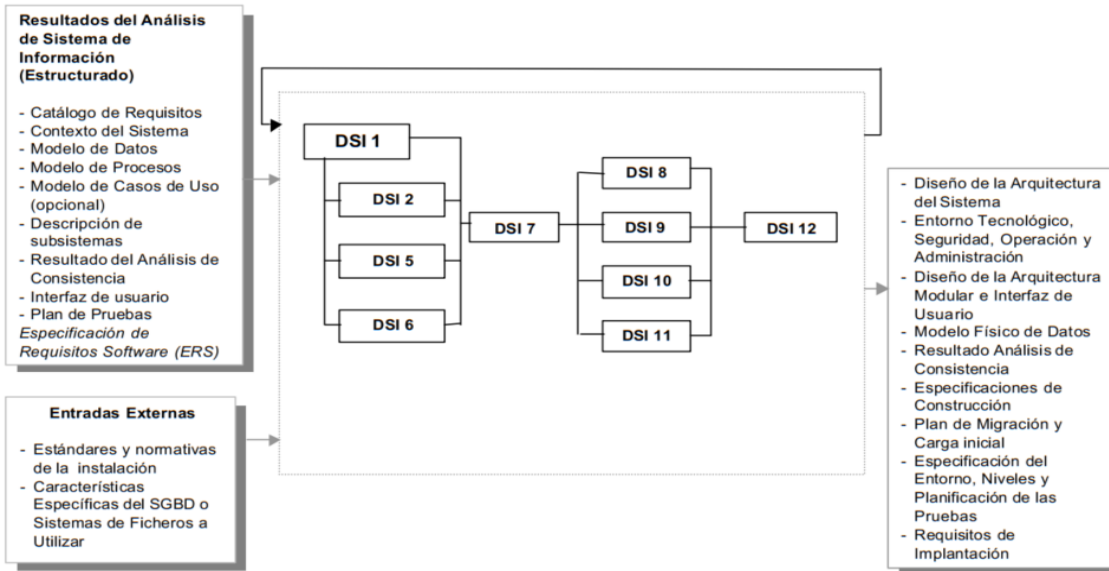 Resultados del Análisis
de Sistema de
Información
(Estructurado)
- Catálogo de Requisitos
- Contexto del Sistema
- Modelo de Datos
- Modelo de Procesos
- Modelo de Casos de Uso
(opcional)
- Descripción de
subsistemas
- Resultado del Análisis de
Consistencia
- Interfaz de usuario
- Plan de Pruebas
Especificación de
Requisitos Software (ERS)
Entradas Externas
- Estándares y normativas
de la instalación
- Características
Específicas del SGBD o
Sistemas de Ficheros a
Utilizar
DSI 1
DSI 2
DSI 5
DSI 6
DSI 7
DSI 8
DSI 9
DSI 10
DSI 11
DSI 12
- Diseño de la Arquitectura
del Sistema
- Entorno Tecnológico,
Seguridad, Operación y
Administración
- Diseño de la Arquitectura
Modular e Interfaz de
Usuario
- Modelo Físico de Datos
- Resultado Análisis de
Consistencia
- Especificaciones de
Construcción
- Plan de Migración y
Carga inicial
- Especificación del
Entorno, Niveles y
Planificación de las
Pruebas
- Requisitos de
Implantación